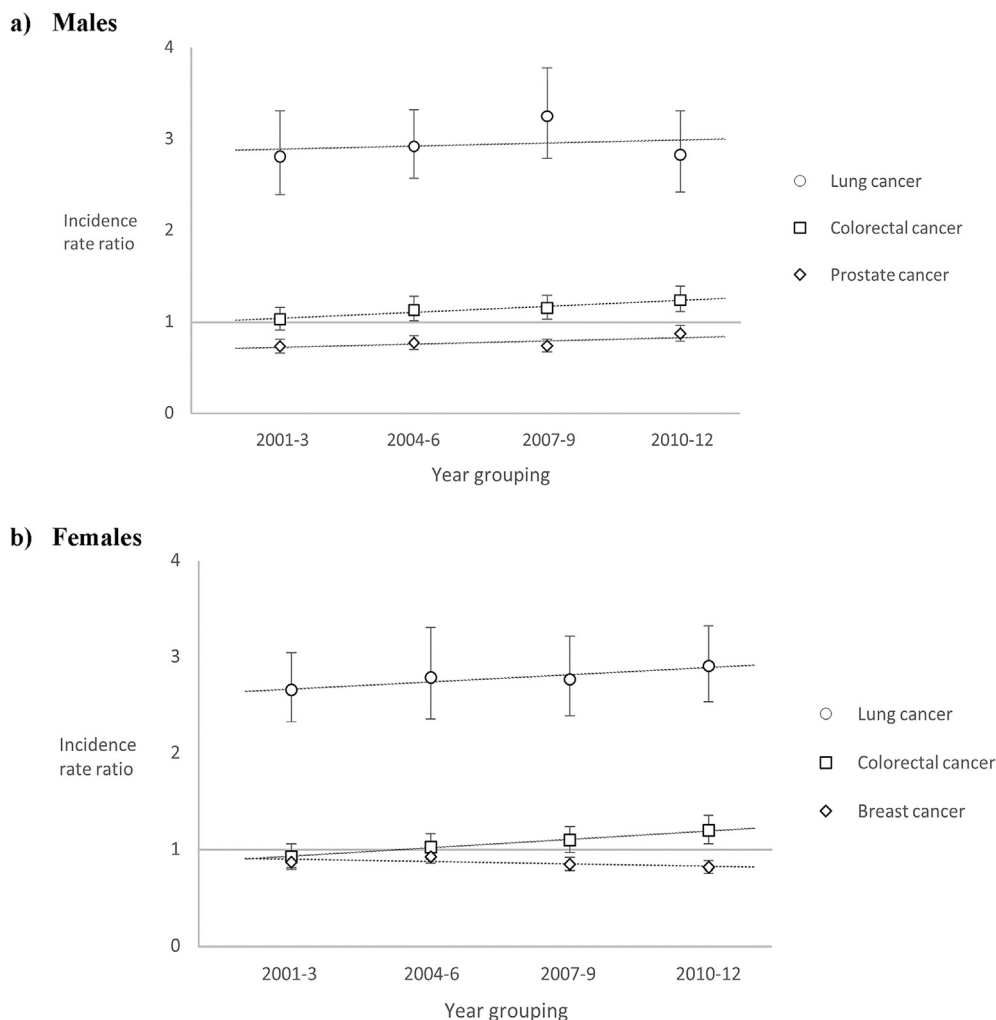 a) Males
4
3
2
1
0
Incidence
rate ratio
2001-3 2004-6 2007-9 2010-12
Year grouping
Lung cancer
Colorectal cancer
Prostate cancer
b) Females
4
3
2
1
0
Incidence
rate ratio
2001-3 2004-6 2007-9 2010-12
Year grouping
Lung cancer
Colorectal cancer
Breast cancer